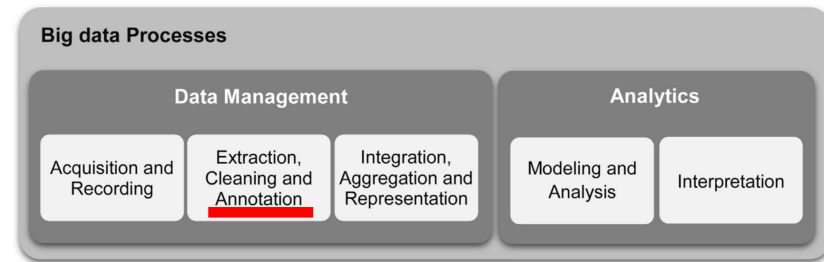 Big data Processes
Data Management
Acquisition and
Recording
Extraction,
Cleaning and
Annotation
Integration,
Aggregation and
Representation
Analytics
Modeling and
Analysis
Interpretation